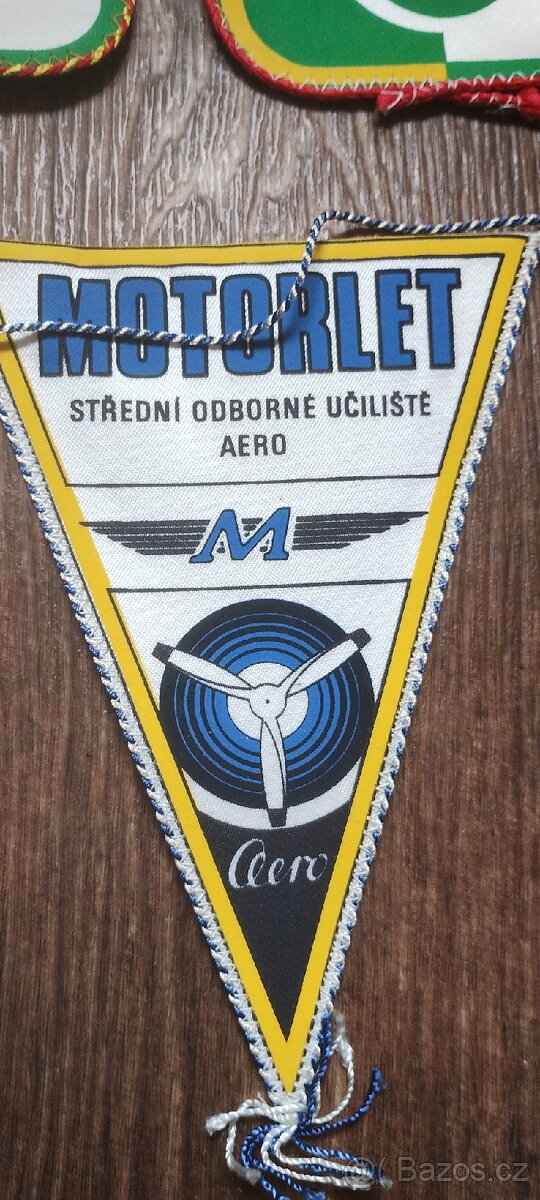 MOTORLET
STŘEDNÍ ODBORNÉ UČILIŠTĚ
AERO
M
Aero
@ Bazos.cz